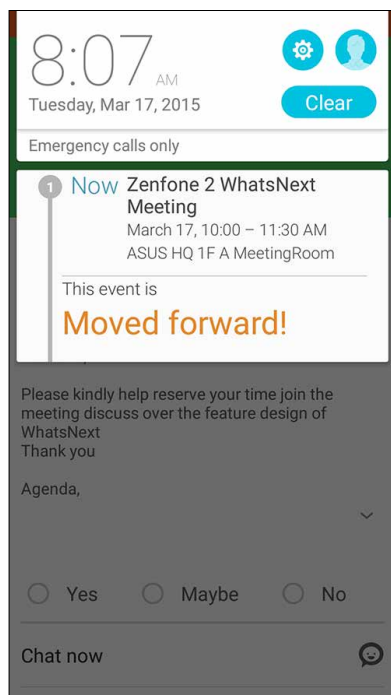 8:07 AM
Tuesday, Mar 17, 2015
Clear
Emergency calls only
1 Now Zenfone 2 WhatsNext
Meeting
March 17, 10:00 – 11:30 AM
ASUS HQ 1F A MeetingRoom
This event is
Moved forward!
Please kindly help reserve your time join the
meeting discuss over the feature design of
WhatsNext
Thank you
Agenda,
Yes Maybe No
Chat now